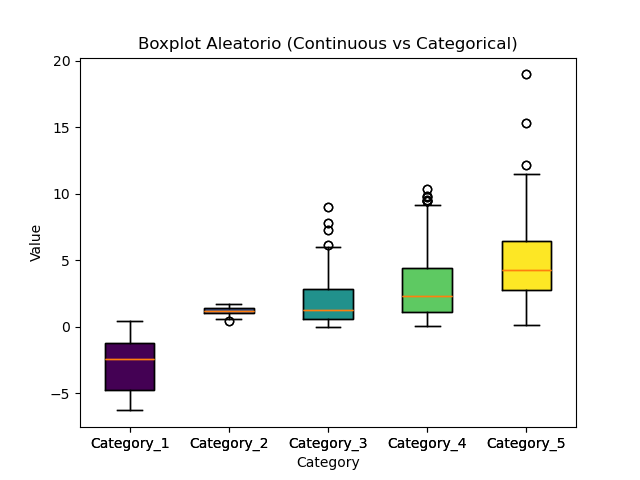 Boxplot Aleatorio (Continuous vs Categorical)
20
15
10
5
0
−5
Value
Category_1 Category_2 Category_3 Category_4 Category_5
Category